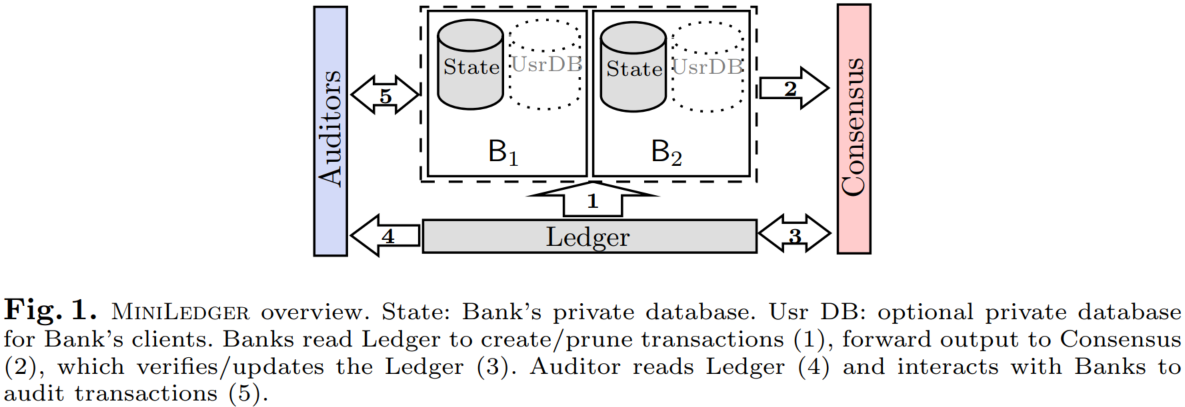 Auditors
5
State
UsrDB
B1
State
UsrDB
B2
2
Consensus
1
4
Ledger
3
Fig. 1. MINILEDGER overview. State: Bank's private database. Usr DB: optional private database
for Bank's clients. Banks read Ledger to create/prune transactions (1), forward output to Consensus
(2), which verifies/updates the Ledger (3). Auditor reads Ledger (4) and interacts with Banks to
audit transactions (5).